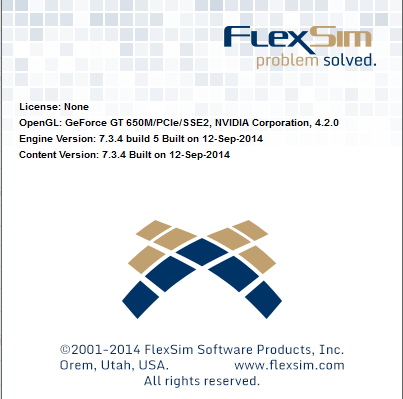 FLEXSIM
problem solved.
License: None
OpenGL: GeForce GT 650M/PCIe/SSE2, NVIDIA Corporation, 4.2.0
Engine Version: 7.3.4 build 5 Built on 12-Sep-2014
Content Version: 7.3.4 Built on 12-Sep-2014
©2001-2014 FlexSim Software Products, Inc.
Orem, Utah, USA. www.flexsim.com
All rights reserved.